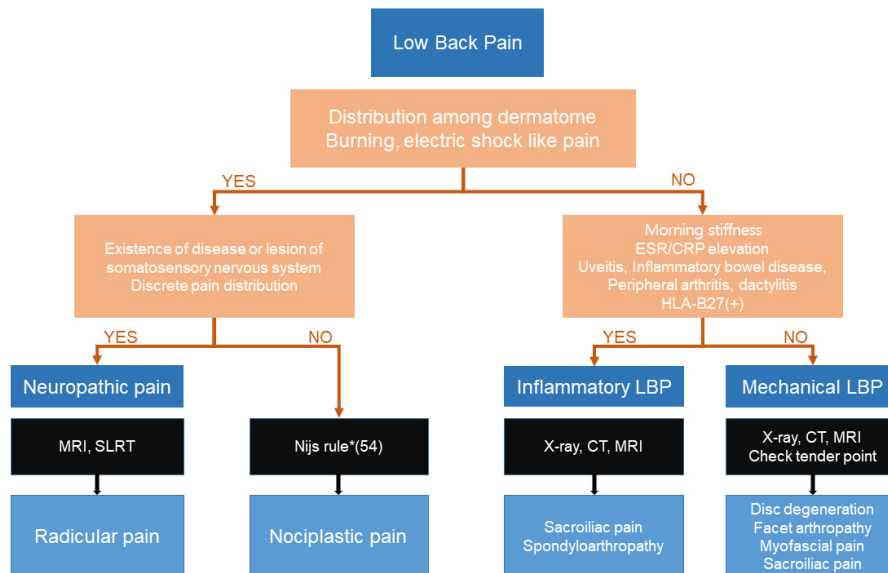 Low Back Pain
Distribution among dermatome
Burning, electric shock like pain
YES
NO
Existence of disease or lesion of
somatosensory nervous system
Discrete pain distribution
Morning stiffness
ESR/CRP elevation
Uveitis, Inflammatory bowel disease,
Peripheral arthritis, dactylitis
HLA-B27(+)
YES
NO
YES
NO
Neuropathic pain
Inflammatory LBP
Mechanical LBP
MRI, SLRT
Nijs rule*(54)
X-ray, CT, MRI
X-ray, CT, MRI
Check tender point
Radicular pain
Nociplastic pain
Sacroiliac pain
Spondyloarthropathy
Disc degeneration
Facet arthropathy
Myofascial pain
Sacroiliac pain